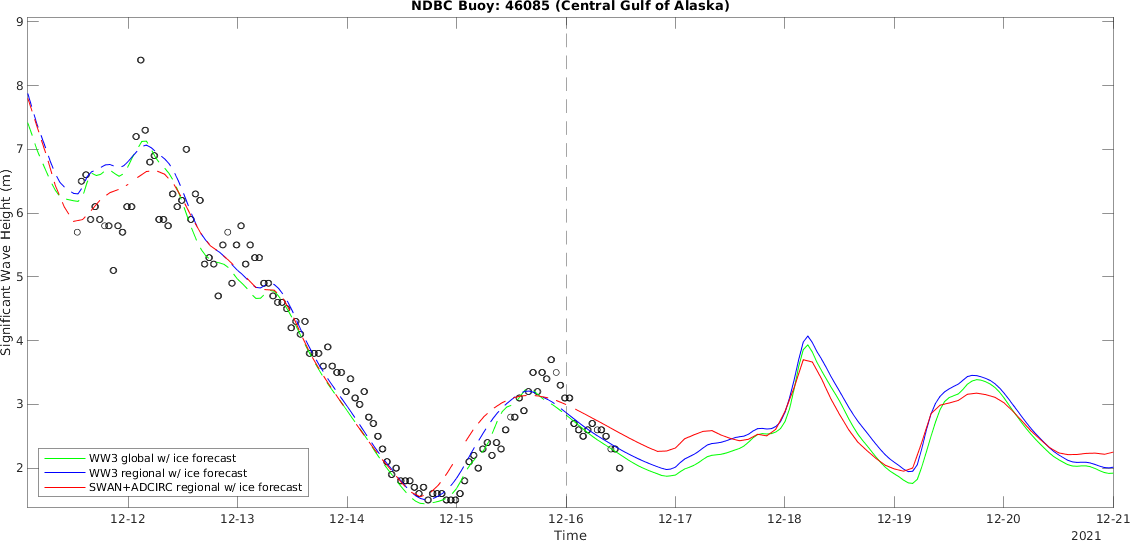 NDBC Buoy: 46085 (Central Gulf of Alaska)
9
8
7
6
5
4
3
2
Significant Wave Height (m)
WW3 global w/ ice forecast
WW3 regional w/ ice forecast
SWAN+ADCIRC regional w/ ice forecast
12-12 12-13 12-14 12-15 12-16 12-17 12-18 12-19 12-20 12-21
Time
2021